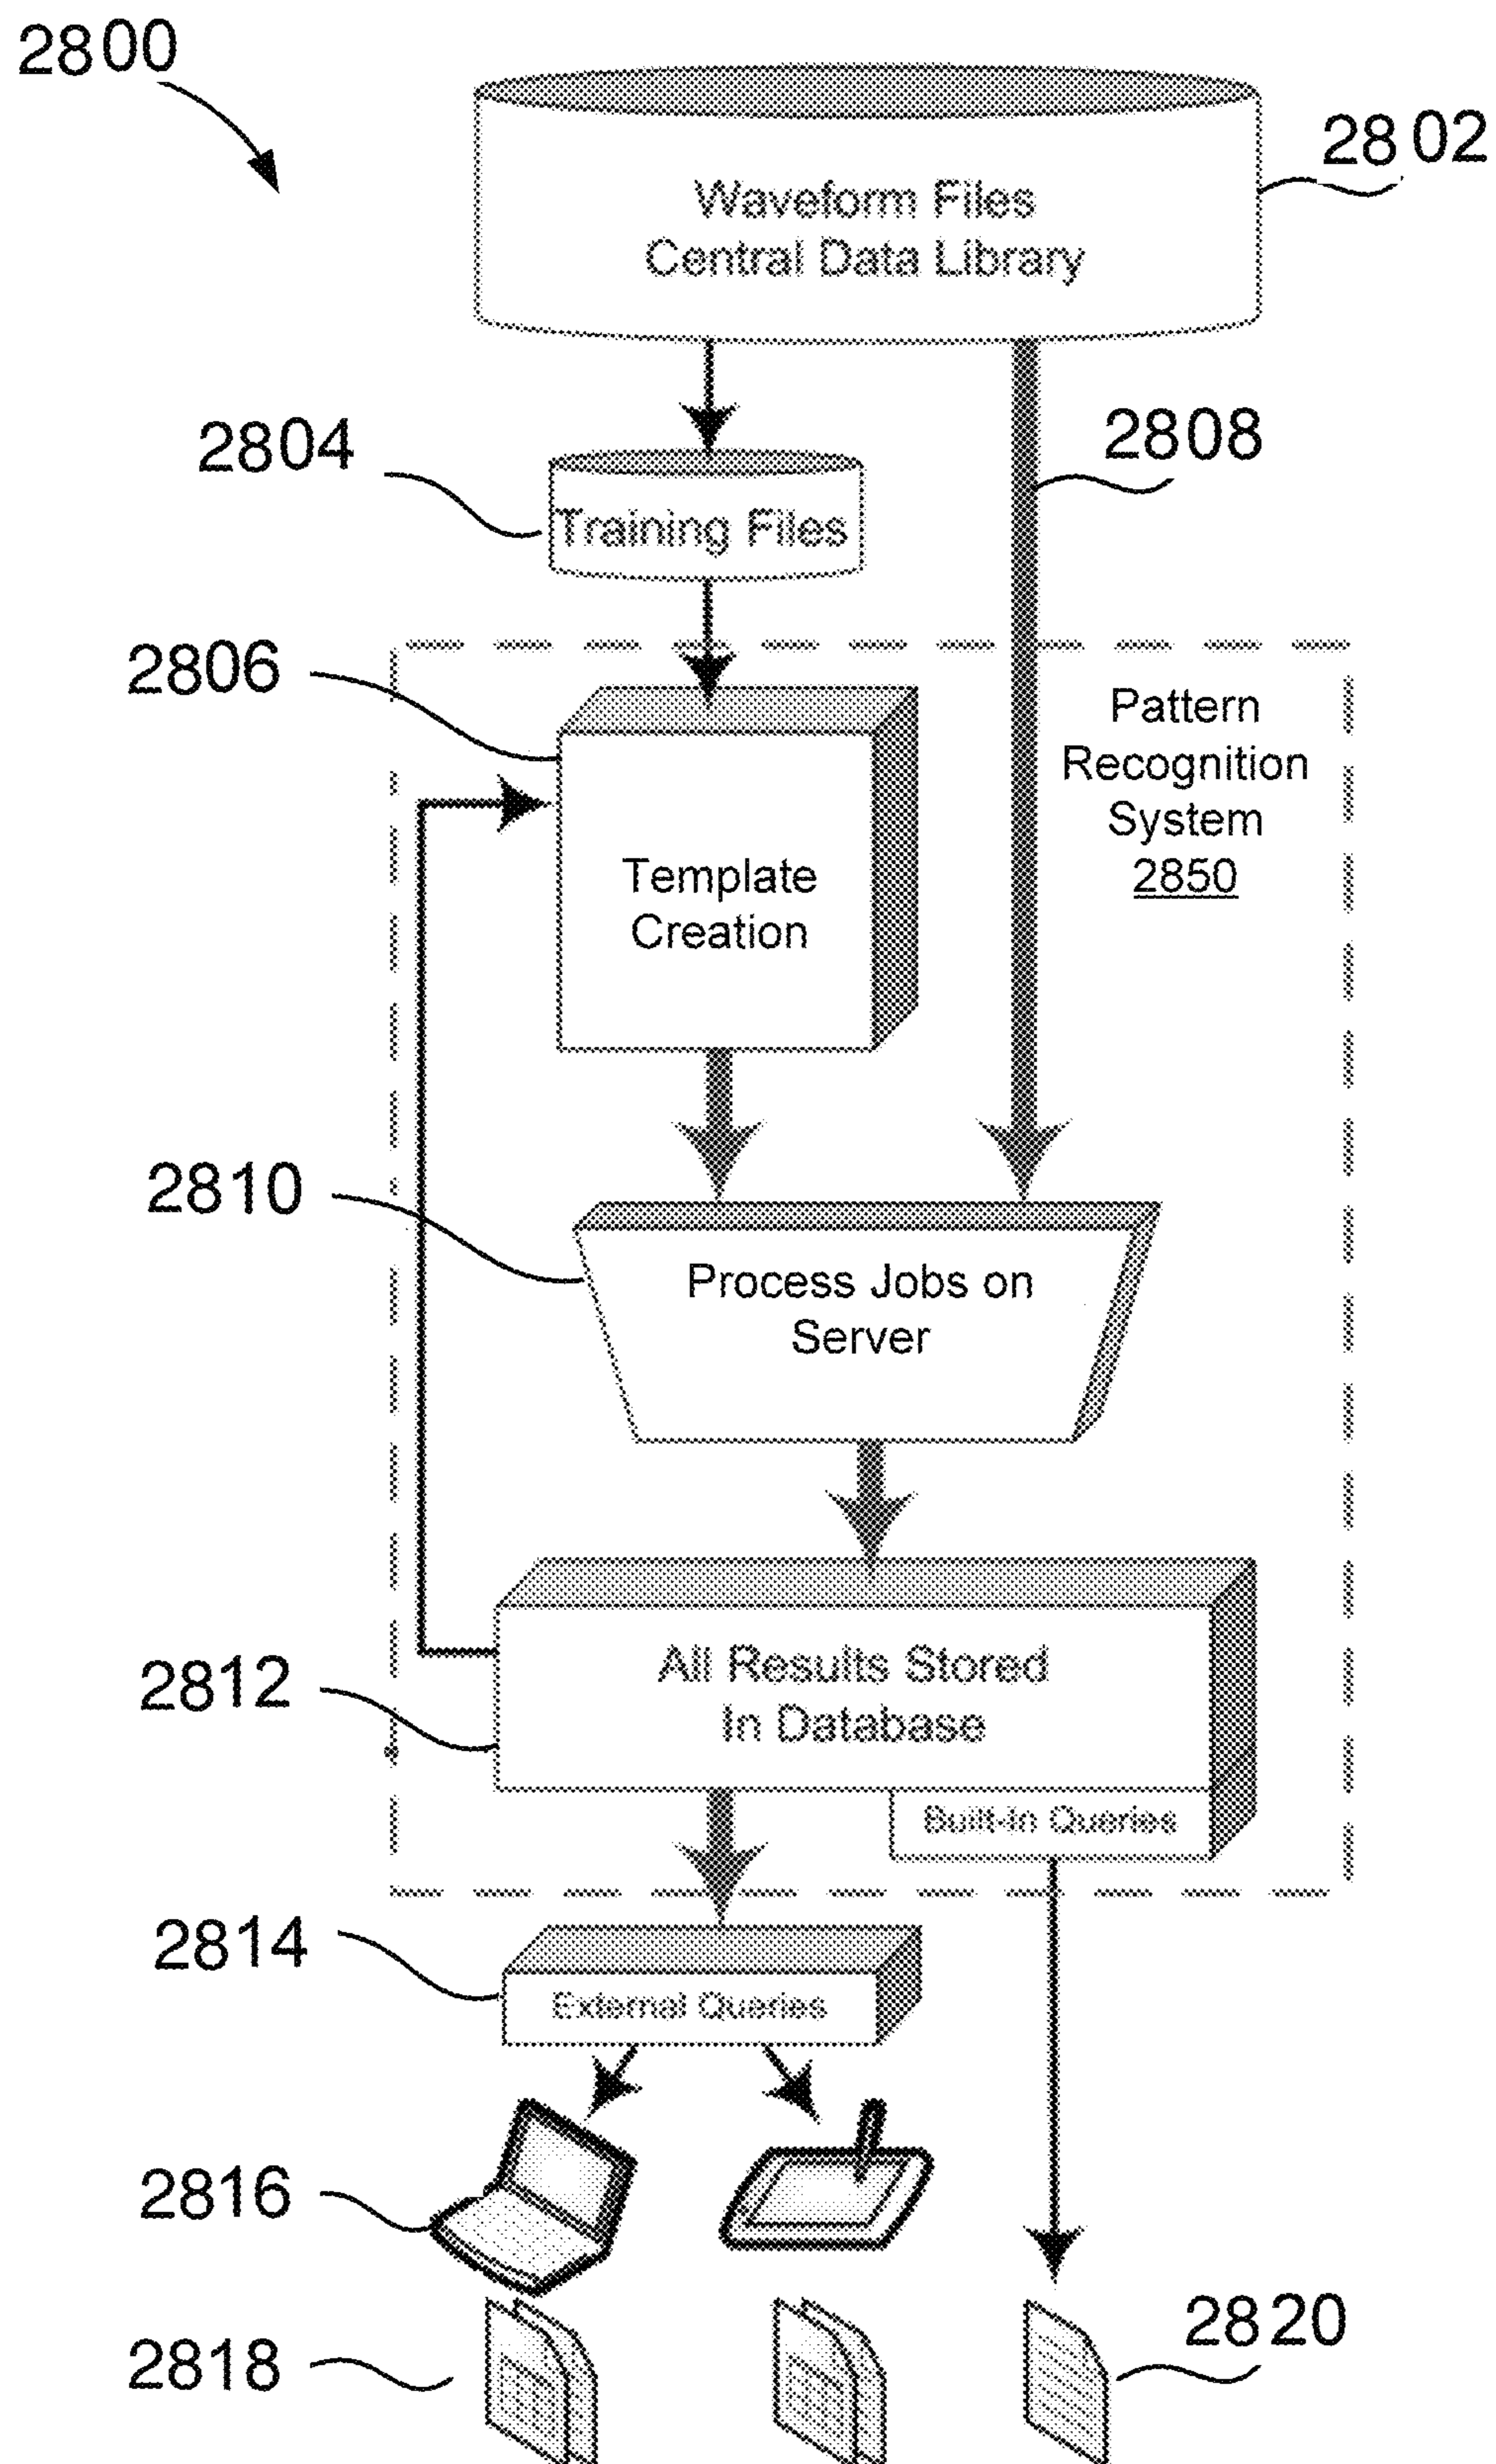 2800
2802
Waveform Files
Central Data Library
2804
2808
Training Files
2806
Pattern
Recognition
System
2850
Template
Creation
2810
Process Jobs on
Server
2812
All Results Stored
In Database
Built-in Queries
2814
External Queries
2816
2818
2820